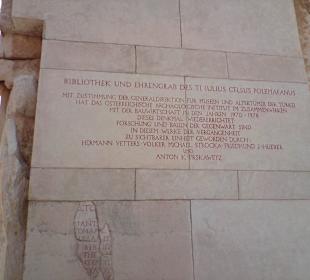 BIBLIOTHEK UND EHRENGRAB DES TI IULIUS CELSUS POLEMAEANUS
MIT ZUSTIMMUNG DER GENERALDIREKTION FÜR MUSEEN UND ALTERTÜMER DER TÜRKEI
HAT DAS ÖSTERREICHISCHE ARCHÄOLOGISCHE INSTITUT IM ZUSAMMENWIRKEN
MIT DER BAUWIRTSCHAFT IN DEN JAHREN 1970-1978
DIESES DENKMAL WIEDERERRICHTET
FORSCHUNG UND BAUEN DER GEGENWART SIND
IN DIESEM WERKE DER VERGANGENHEIT
ZU SICHTBARER EINHEIT GEWORDEN DURCH
HERMANN VETTERS VOLKER MICHAEL STROCKA FRIEDMUND HUEBER
UND
ANTON K PRSKAWETZ